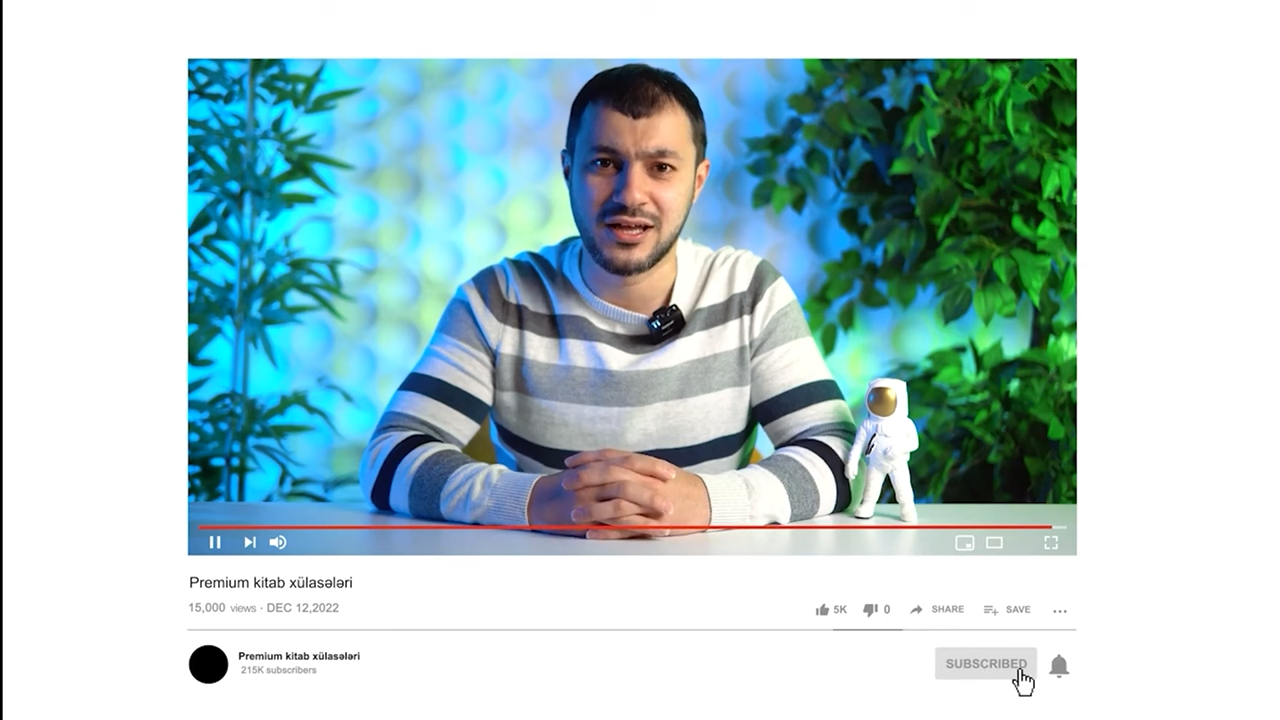 Premium kitab xülasələri
15,000 views · DEC 12,2022
5K 0 SHARE SAVE ...
Premium kitab xülasələri
215K subscribers
SUBSCRIBED